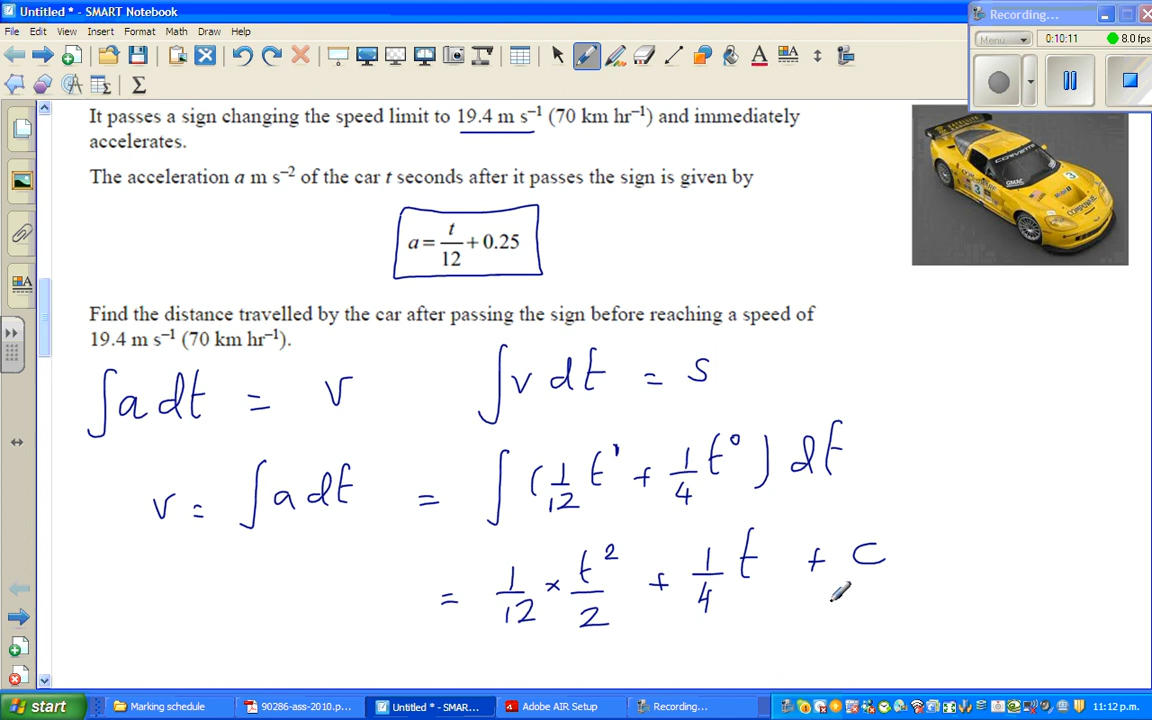 Untitled * - SMART Notebook
File Edit View Insert Format Math Draw Help
Recording...
Menu 0:10:11 8.0 fps
It passes a sign changing the speed limit to 19.4 m s⁻¹ (70 km hr⁻¹) and immediately
accelerates.
The acceleration a m s⁻² of the car t seconds after it passes the sign is given by
a = t/12 + 0.25
Find the distance travelled by the car after passing the sign before reaching a speed of
19.4 m s⁻¹ (70 km hr⁻¹).
∫a dt = v ∫v dt = s
v = ∫a dt = ∫(1/12 t¹ + 1/4 t⁰) dt
= 1/12 × t²/2 + 1/4 t + c
start Marking schedule 90286-ass-2010.p... Untitled * - SMAR... Adobe AIR Setup Recording... 11:12 p.m.